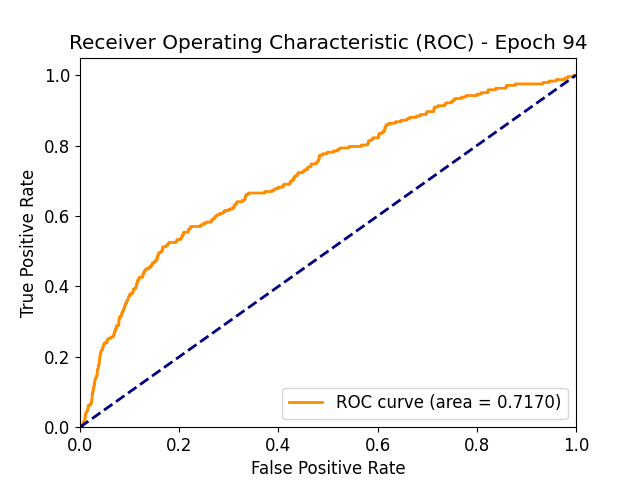 Receiver Operating Characteristic (ROC) - Epoch 94
1.0
0.8
0.6
0.4
0.2
0.0
True Positive Rate
ROC curve (area = 0.7170)
0.0 0.2 0.4 0.6 0.8 1.0
False Positive Rate